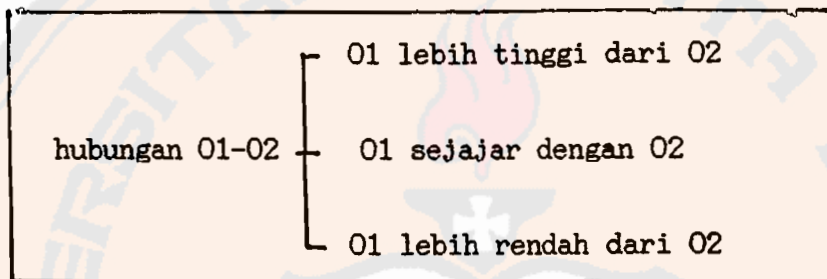 O1 lebih tinggi dari O2
hubungan O1-O2
O1 sejajar dengan O2
O1 lebih rendah dari O2